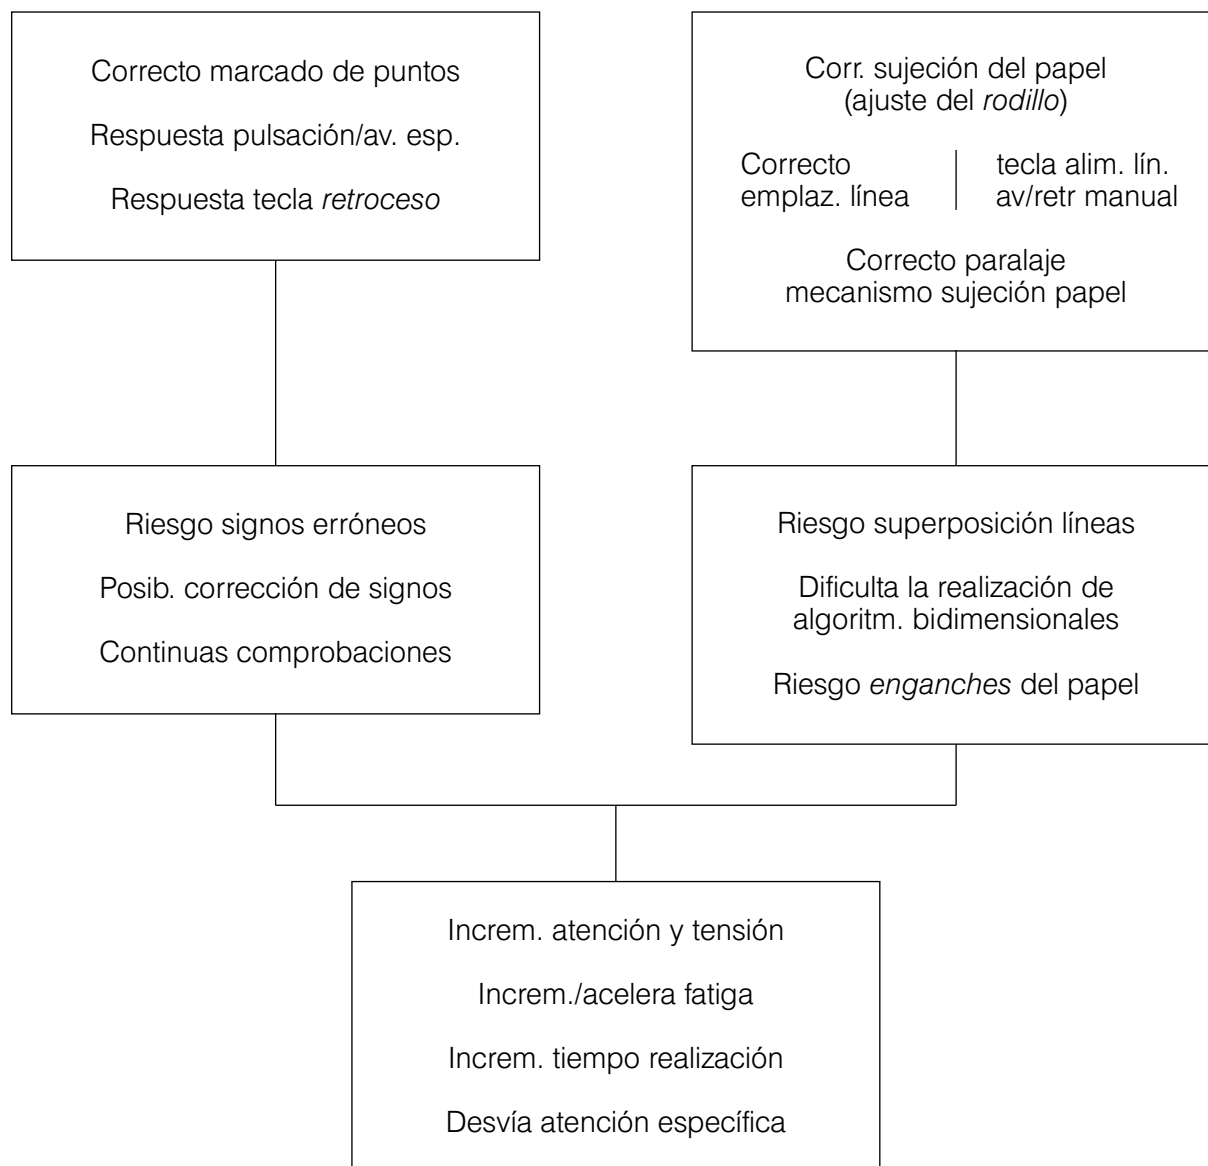 Correcto marcado de puntos
Respuesta pulsación/av. esp.
Respuesta tecla retroceso
Corr. sujeción del papel
(ajuste del rodillo)
Correcto
emplaz. línea
tecla alim. lín.
av/retr manual
Correcto paralaje
mecanismo sujeción papel
Riesgo signos erróneos
Posib. corrección de signos
Continuas comprobaciones
Riesgo superposición líneas
Dificulta la realización de
algoritm. bidimensionales
Riesgo enganches del papel
Increm. atención y tensión
Increm./acelera fatiga
Increm. tiempo realización
Desvía atención específica